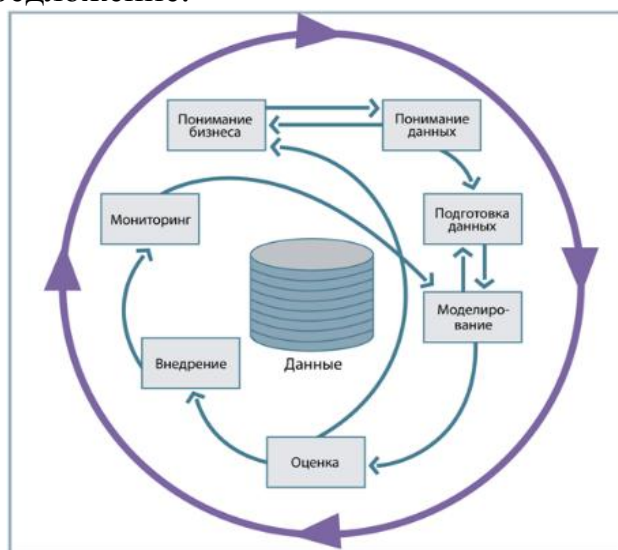 Понимание
бизнеса
Понимание
данных
Мониторинг
Подготовка
данных
Моделиро-
вание
Внедрение
Данные
Оценка